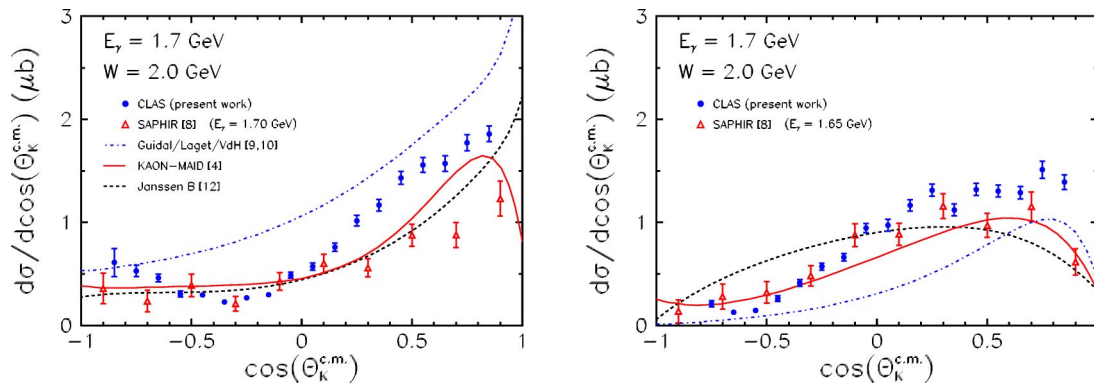 dσ/dcos(Θ_K^c.m.) (μb)
3
2
1
0
E_γ = 1.7 GeV
W = 2.0 GeV
CLAS (present work)
SAPHIR [8] (E_γ = 1.70 GeV)
Guidal/Laget/VdH [9,10]
KAON-MAID [4]
Janssen B [12]
-1 -0.5 0 0.5 1
cos(Θ_K^c.m.)
dσ/dcos(Θ_K^c.m.) (μb)
3
2
1
0
E_γ = 1.7 GeV
W = 2.0 GeV
CLAS (present work)
SAPHIR [8] (E_γ = 1.65 GeV)
-1 -0.5 0 0.5 1
cos(Θ_K^c.m.)